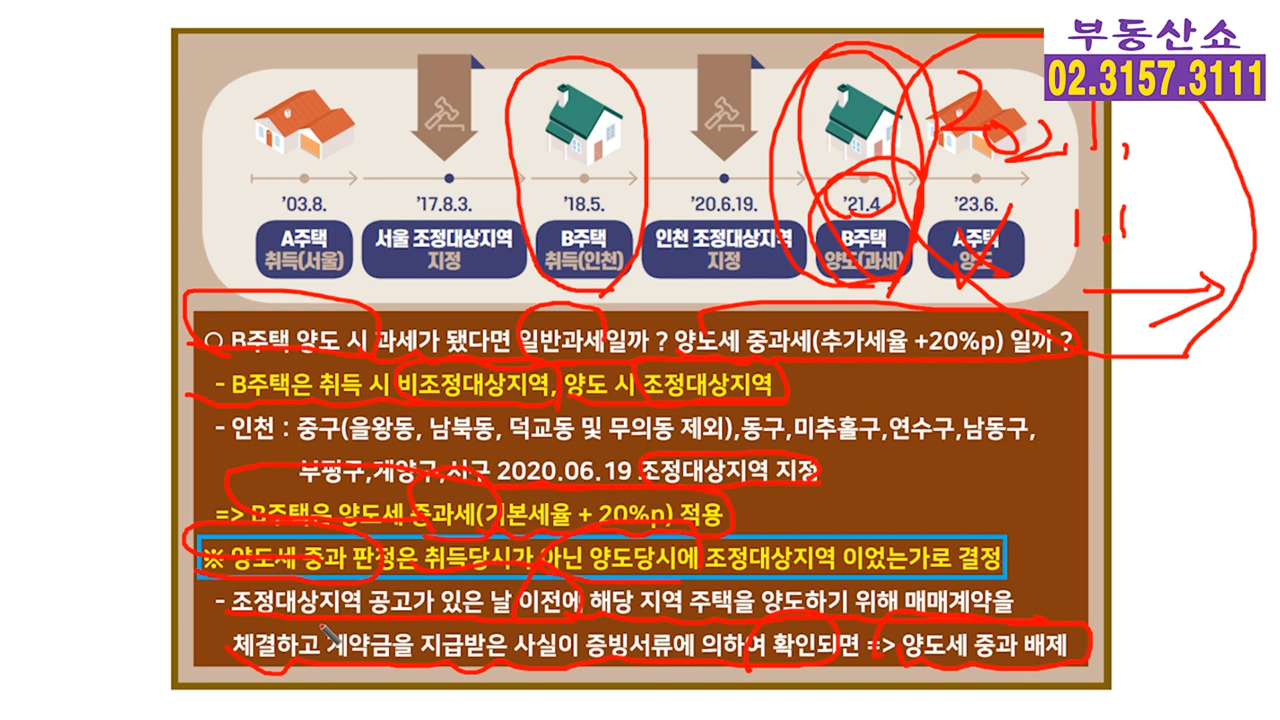 부동산쇼
02.3157.3111
'03.8.
'17.8.3.
'18.5.
'20.6.19.
'21.4.
'23.6.
A주택
취득(서울)
서울 조정대상지역
지정
B주택
취득(인천)
인천 조정대상지역
지정
B주택
양도(과세)
A주택
양도
2021.
1.1
○ B주택 양도 시 과세가 됐다면 일반과세일까 ? 양도세 중과세(추가세율 +20%p) 일까 ?
- B주택은 취득 시 비조정대상지역, 양도 시 조정대상지역
- 인천 : 중구(을왕동, 남북동, 덕교동 및 무의동 제외),동구,미추홀구,연수구,남동구,
부평구,계양구,서구 2020.06.19 조정대상지역 지정
=> B주택은 양도세 중과세(기본세율 + 20%p) 적용
※ 양도세 중과 판정은 취득당시가 아닌 양도당시에 조정대상지역 이었는가로 결정
- 조정대상지역 공고가 있은 날 이전에 해당 지역 주택을 양도하기 위해 매매계약을
체결하고 계약금을 지급받은 사실이 증빙서류에 의하여 확인되면 => 양도세 중과 배제